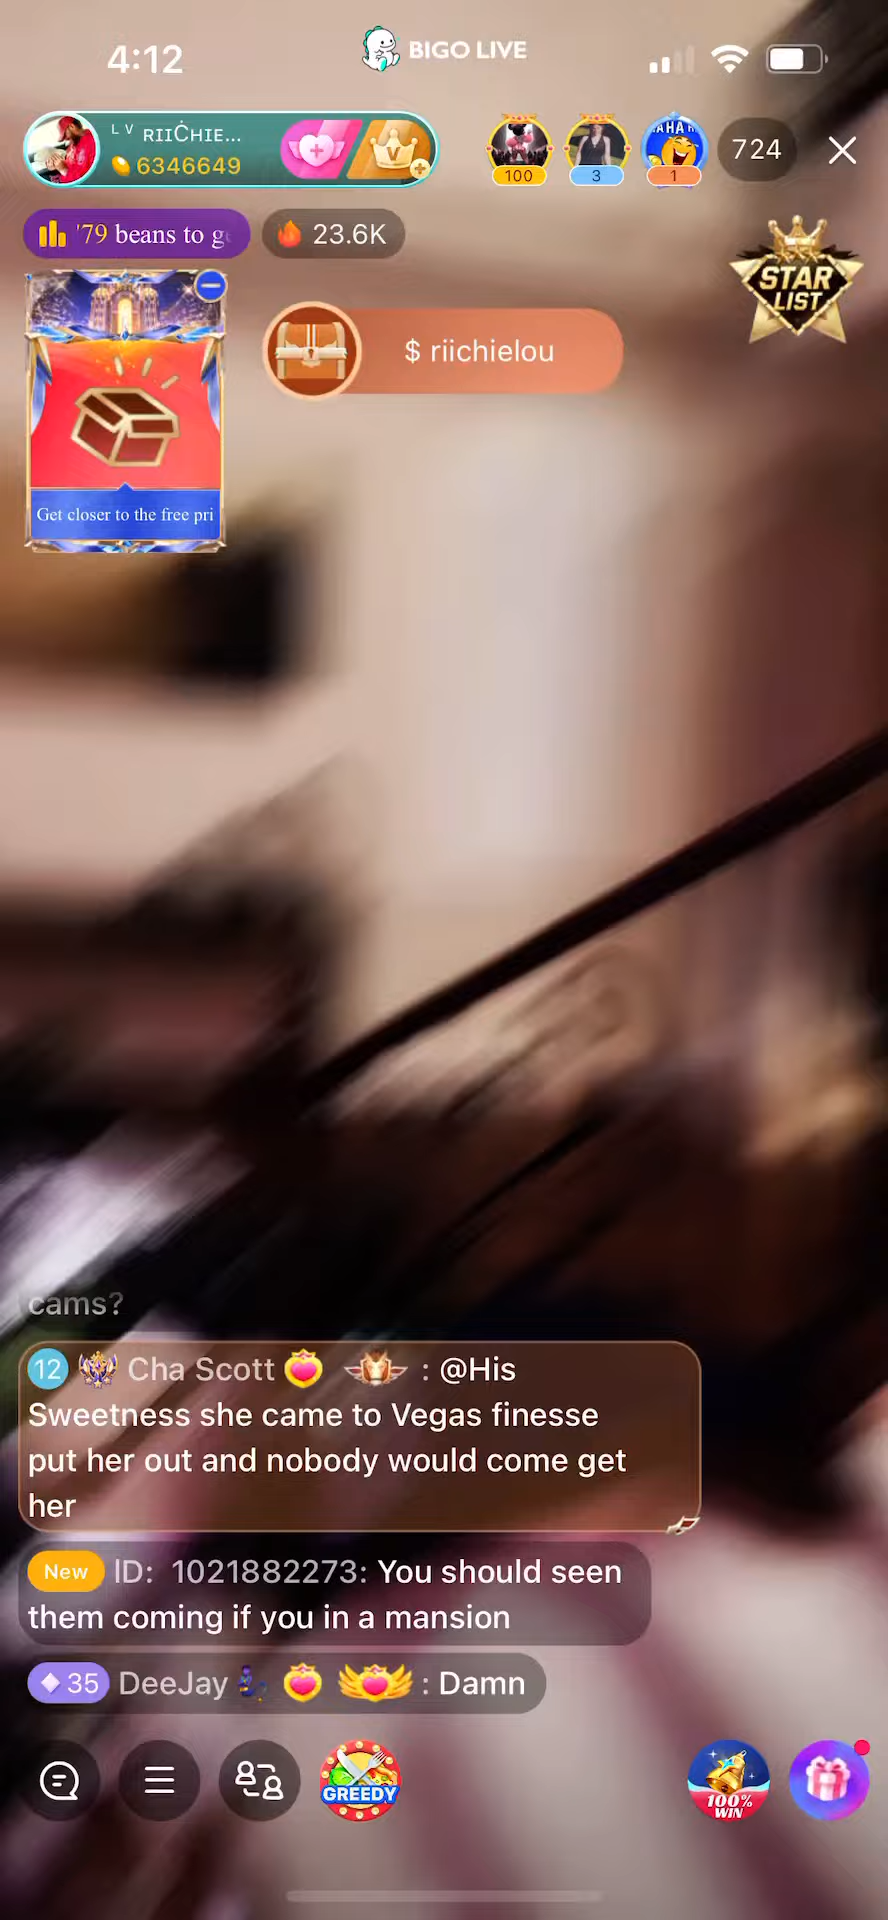 4:12
BIGO LIVE
LV RIIĊHIE...
6346649
100
3
1
724
'79 beans to g
23.6K
STAR
LIST
$ riichielou
Get closer to the free pri
cams?
12 Cha Scott : @His
Sweetness she came to Vegas finesse
put her out and nobody would come get
her
New ID: 1021882273: You should seen
them coming if you in a mansion
35 DeeJay : Damn
GREEDY
100%
WIN